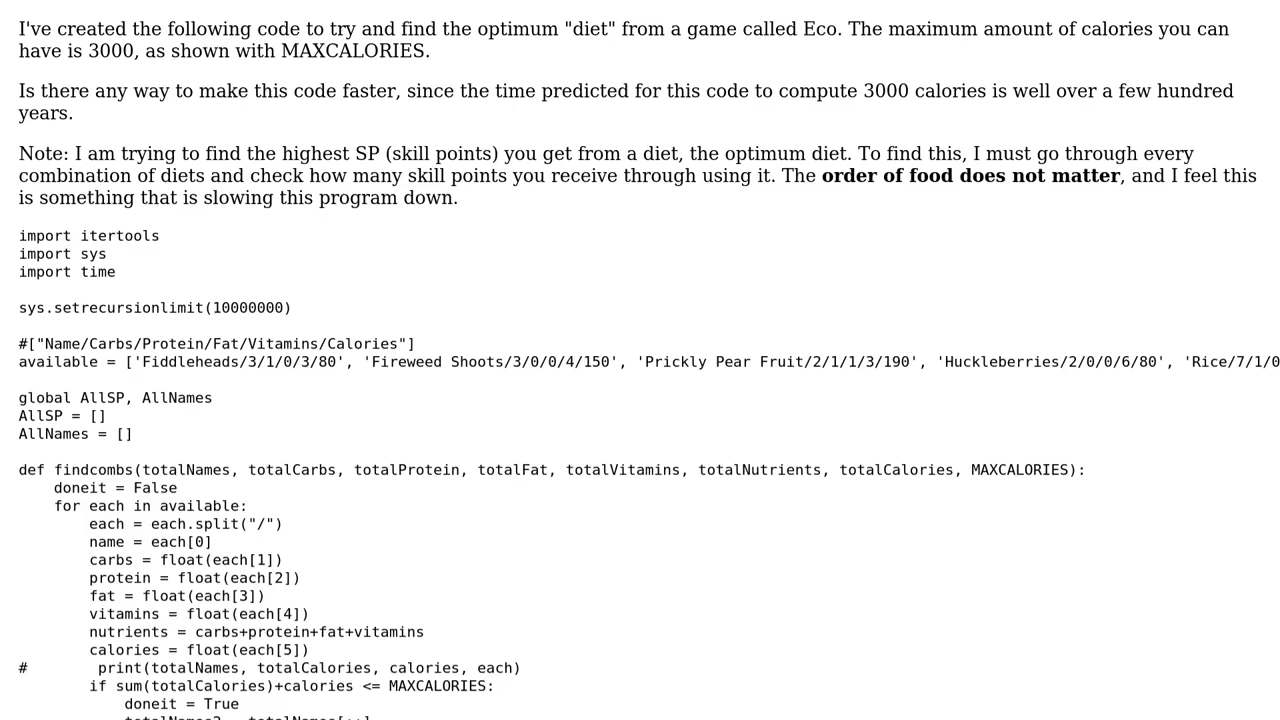 I've created the following code to try and find the optimum "diet" from a game called Eco. The maximum amount of calories you can
have is 3000, as shown with MAXCALORIES.
Is there any way to make this code faster, since the time predicted for this code to compute 3000 calories is well over a few hundred
years.
Note: I am trying to find the highest SP (skill points) you get from a diet, the optimum diet. To find this, I must go through every
combination of diets and check how many skill points you receive through using it. The order of food does not matter, and I feel this
is something that is slowing this program down.
import itertools
import sys
import time
sys.setrecursionlimit(10000000)
#["Name/Carbs/Protein/Fat/Vitamins/Calories"]
available = ['Fiddleheads/3/1/0/3/80', 'Fireweed Shoots/3/0/0/4/150', 'Prickly Pear Fruit/2/1/1/3/190', 'Huckleberries/2/0/0/6/80', 'Rice/7/1/0
global AllSP, AllNames
AllSP = []
AllNames = []
def findcombs(totalNames, totalCarbs, totalProtein, totalFat, totalVitamins, totalNutrients, totalCalories, MAXCALORIES):
    doneit = False
    for each in available:
        each = each.split("/")
        name = each[0]
        carbs = float(each[1])
        protein = float(each[2])
        fat = float(each[3])
        vitamins = float(each[4])
        nutrients = carbs+protein+fat+vitamins
        calories = float(each[5])
#        print(totalNames, totalCalories, calories, each)
        if sum(totalCalories)+calories <= MAXCALORIES:
            doneit = True